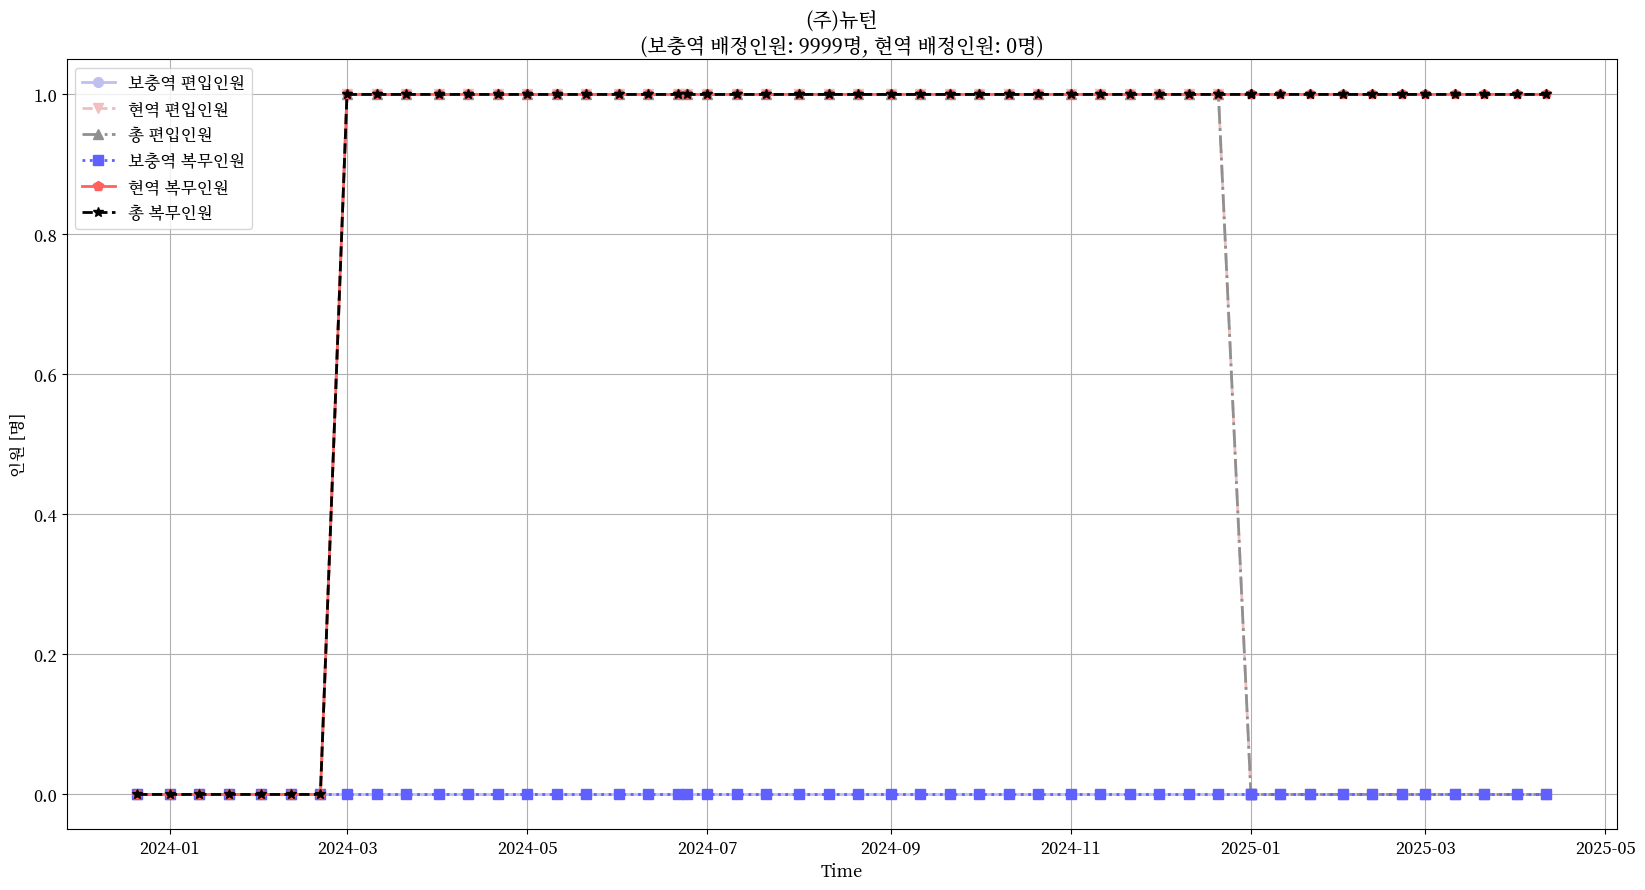 (주)뉴턴
(보충역 배정인원: 9999명, 현역 배정인원: 0명)
보충역 편입인원
현역 편입인원
총 편입인원
보충역 복무인원
현역 복무인원
총 복무인원
1.0
0.8
0.6
0.4
0.2
0.0
인원 [명]
2024-01
2024-03
2024-05
2024-07
2024-09
2024-11
2025-01
2025-03
2025-05
Time